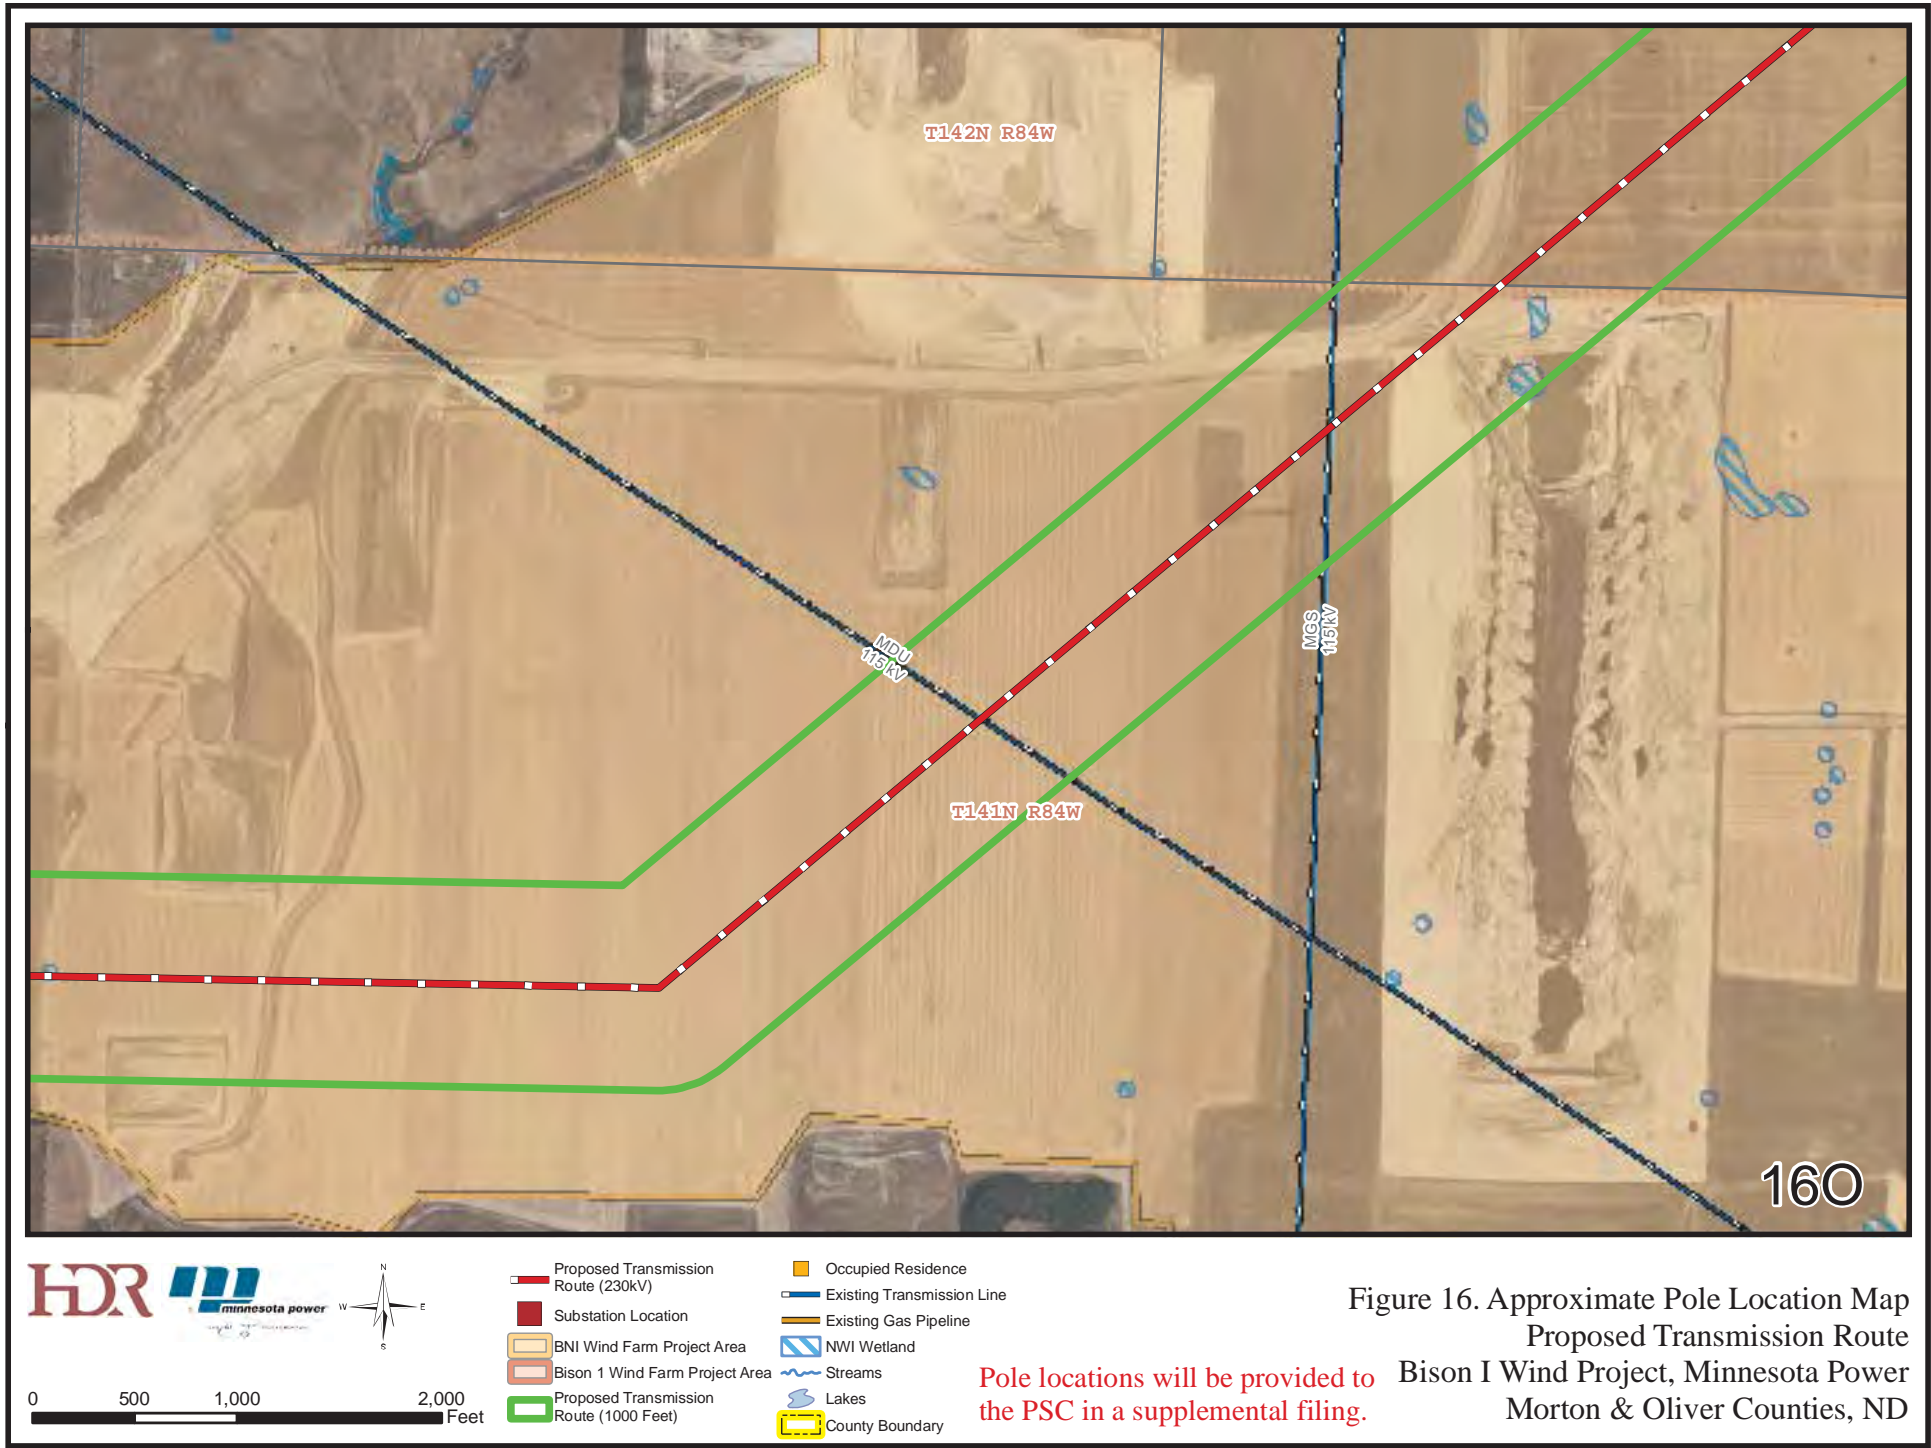 T142N R84W
MDU
115 kV
MGS
115 kV
T141N R84W
16O
HDR
minnesota power
N
W
E
S
0
500
1,000
2,000
Feet
Proposed Transmission
Route (230kV)
Substation Location
BNI Wind Farm Project Area
Bison 1 Wind Farm Project Area
Proposed Transmission
Route (1000 Feet)
Occupied Residence
Existing Transmission Line
Existing Gas Pipeline
NWI Wetland
Streams
Lakes
County Boundary
Pole locations will be provided to
the PSC in a supplemental filing.
Figure 16. Approximate Pole Location Map
Proposed Transmission Route
Bison I Wind Project, Minnesota Power
Morton & Oliver Counties, ND